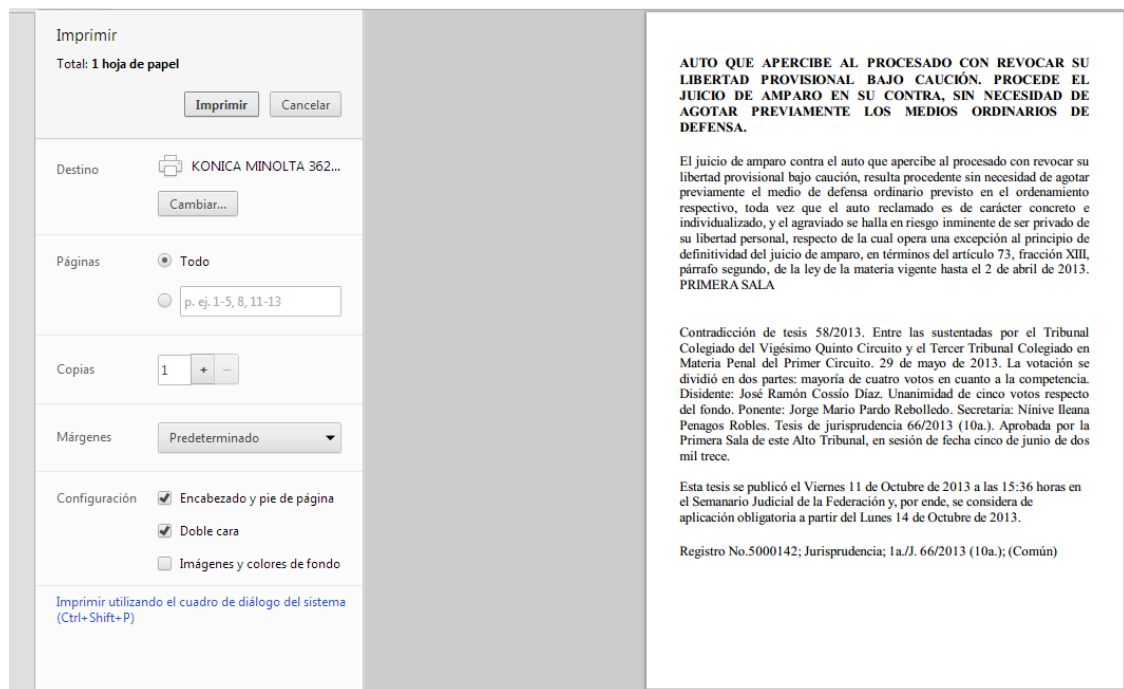 Imprimir
Total: 1 hoja de papel
Imprimir
Cancelar
Destino
KONICA MINOLTA 362...
Cambiar...
Páginas
Todo
p. ej. 1-5, 8, 11-13
Copias
1
+
−
Márgenes
Predeterminado
Configuración
Encabezado y pie de página
Doble cara
Imágenes y colores de fondo
Imprimir utilizando el cuadro de diálogo del sistema
(Ctrl+Shift+P)
AUTO QUE APERCIBE AL PROCESADO CON REVOCAR SU
LIBERTAD PROVISIONAL BAJO CAUCIÓN. PROCEDE EL
JUICIO DE AMPARO EN SU CONTRA, SIN NECESIDAD DE
AGOTAR PREVIAMENTE LOS MEDIOS ORDINARIOS DE
DEFENSA.
El juicio de amparo contra el auto que apercibe al procesado con revocar su
libertad provisional bajo caución, resulta procedente sin necesidad de agotar
previamente el medio de defensa ordinario previsto en el ordenamiento
respectivo, toda vez que el auto reclamado es de carácter concreto e
individualizado, y el agraviado se halla en riesgo inminente de ser privado de
su libertad personal, respecto de la cual opera una excepción al principio de
definitividad del juicio de amparo, en términos del artículo 73, fracción XIII,
párrafo segundo, de la ley de la materia vigente hasta el 2 de abril de 2013.
PRIMERA SALA
Contradicción de tesis 58/2013. Entre las sustentadas por el Tribunal
Colegiado del Vigésimo Quinto Circuito y el Tercer Tribunal Colegiado en
Materia Penal del Primer Circuito. 29 de mayo de 2013. La votación se
dividió en dos partes: mayoría de cuatro votos en cuanto a la competencia.
Disidente: José Ramón Cossío Díaz. Unanimidad de cinco votos respecto
del fondo. Ponente: Jorge Mario Pardo Rebolledo. Secretaria: Nínive Ileana
Penagos Robles. Tesis de jurisprudencia 66/2013 (10a.). Aprobada por la
Primera Sala de este Alto Tribunal, en sesión de fecha cinco de junio de dos
mil trece.
Esta tesis se publicó el Viernes 11 de Octubre de 2013 a las 15:36 horas en
el Semanario Judicial de la Federación y, por ende, se considera de
aplicación obligatoria a partir del Lunes 14 de Octubre de 2013.
Registro No.5000142; Jurisprudencia; 1a./J. 66/2013 (10a.); (Común)